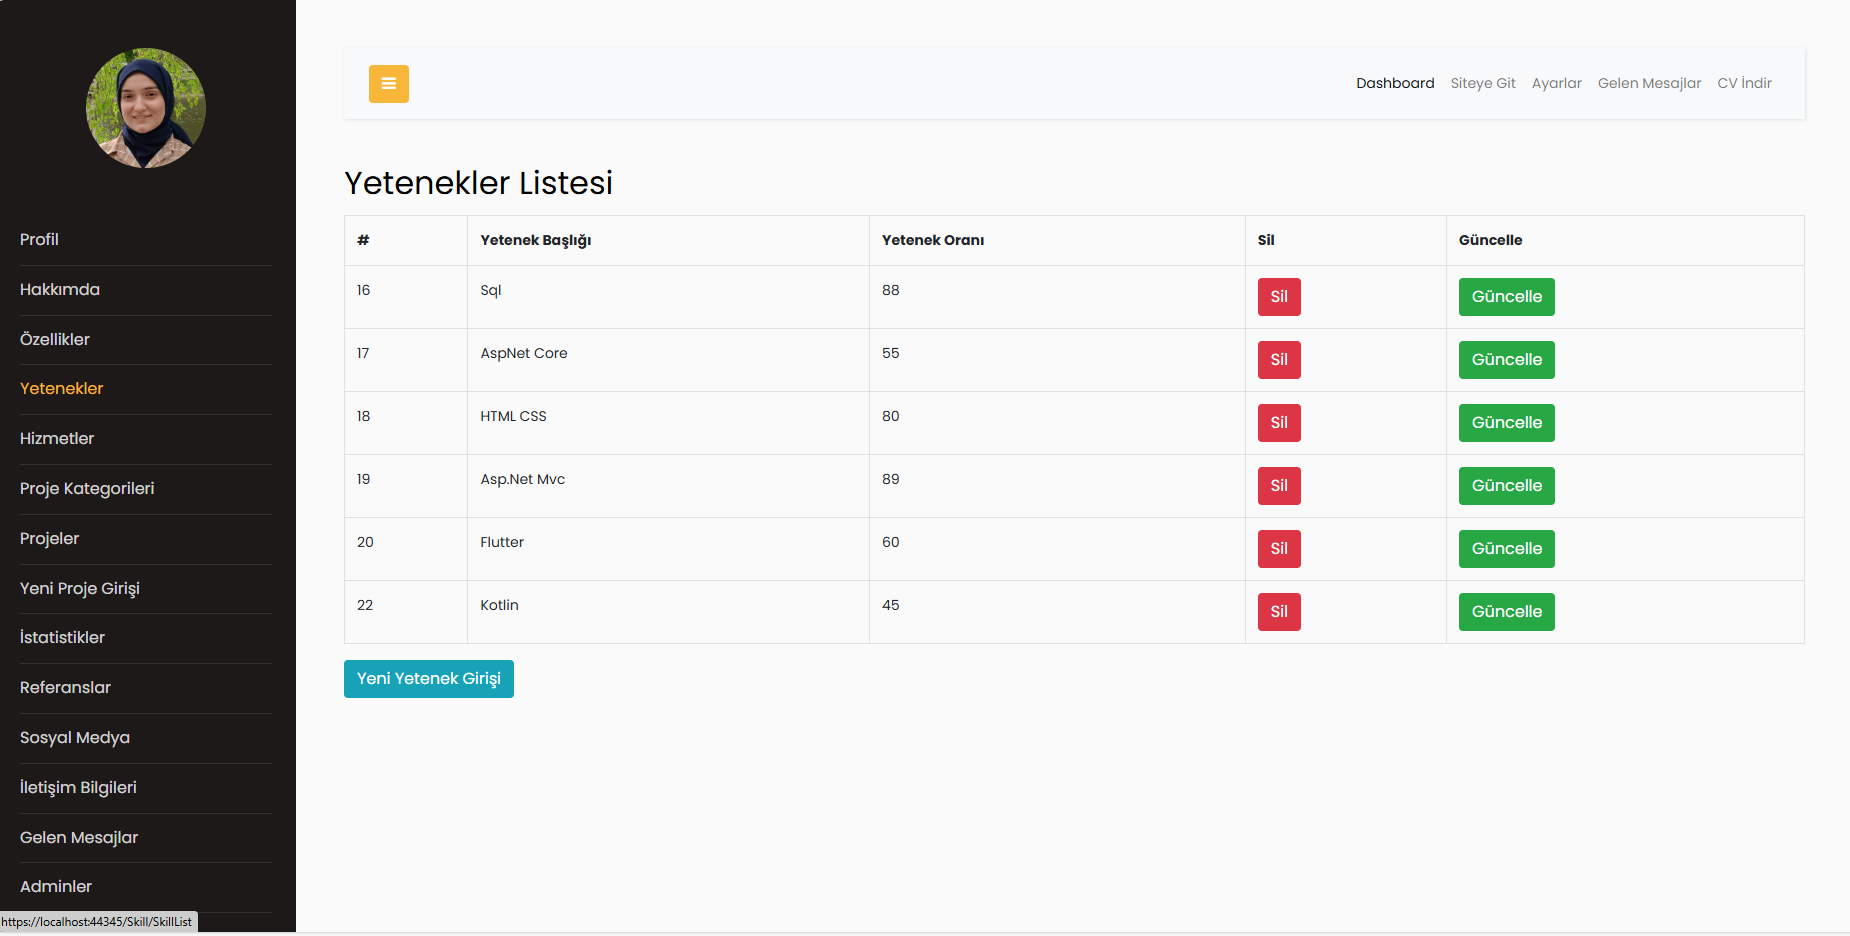 Dashboard Siteye Git Ayarlar Gelen Mesajlar CV İndir
Profil
Hakkımda
Özellikler
Yetenekler
Hizmetler
Proje Kategorileri
Projeler
Yeni Proje Girişi
İstatistikler
Referanslar
Sosyal Medya
İletişim Bilgileri
Gelen Mesajlar
Adminler
https://localhost:44345/Skill/SkillList
Yetenekler Listesi
# Yetenek Başlığı Yetenek Oranı Sil Güncelle
16 Sql 88 Sil Güncelle
17 AspNet Core 55 Sil Güncelle
18 HTML CSS 80 Sil Güncelle
19 Asp.Net Mvc 89 Sil Güncelle
20 Flutter 60 Sil Güncelle
22 Kotlin 45 Sil Güncelle
Yeni Yetenek Girişi